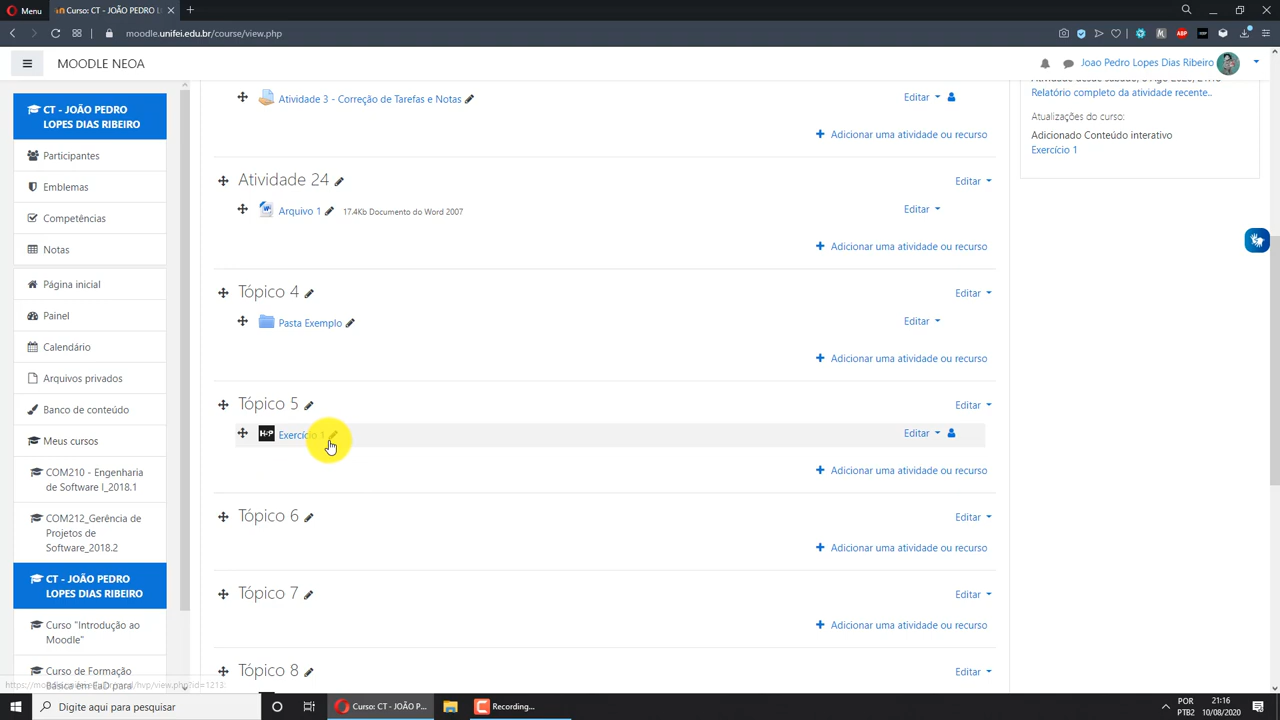 Menu
Curso: CT - JOÃO PEDRO L
moodle.unifei.edu.br/course/view.php
ABP
MOODLE NEOA
Joao Pedro Lopes Dias Ribeiro
CT - JOÃO PEDRO
LOPES DIAS RIBEIRO
Participantes
Emblemas
Competências
Notas
Página inicial
Painel
Calendário
Arquivos privados
Banco de conteúdo
Meus cursos
COM210 - Engenharia
de Software I_2018.1
COM212_Gerência de
Projetos de
Software_2018.2
CT - JOÃO PEDRO
LOPES DIAS RIBEIRO
Curso "Introdução ao
Moodle"
Curso de Formação
Básica em EaD para
Atividade 3 - Correção de Tarefas e Notas
Editar
Adicionar uma atividade ou recurso
Atividade 24
Editar
Arquivo 1
17.4Kb Documento do Word 2007
Editar
Adicionar uma atividade ou recurso
Tópico 4
Editar
Pasta Exemplo
Editar
Adicionar uma atividade ou recurso
Tópico 5
Editar
H-P
Exercício 1
Editar
Adicionar uma atividade ou recurso
Tópico 6
Editar
Adicionar uma atividade ou recurso
Tópico 7
Editar
Adicionar uma atividade ou recurso
Tópico 8
Editar
Relatório completo da atividade recente..
Atualizações do curso:
Adicionado Conteúdo interativo
Exercício 1
Digite aqui para pesquisar
Curso: CT - JOÃO P...
Recording...
POR
PTB2
21:16
10/08/2020